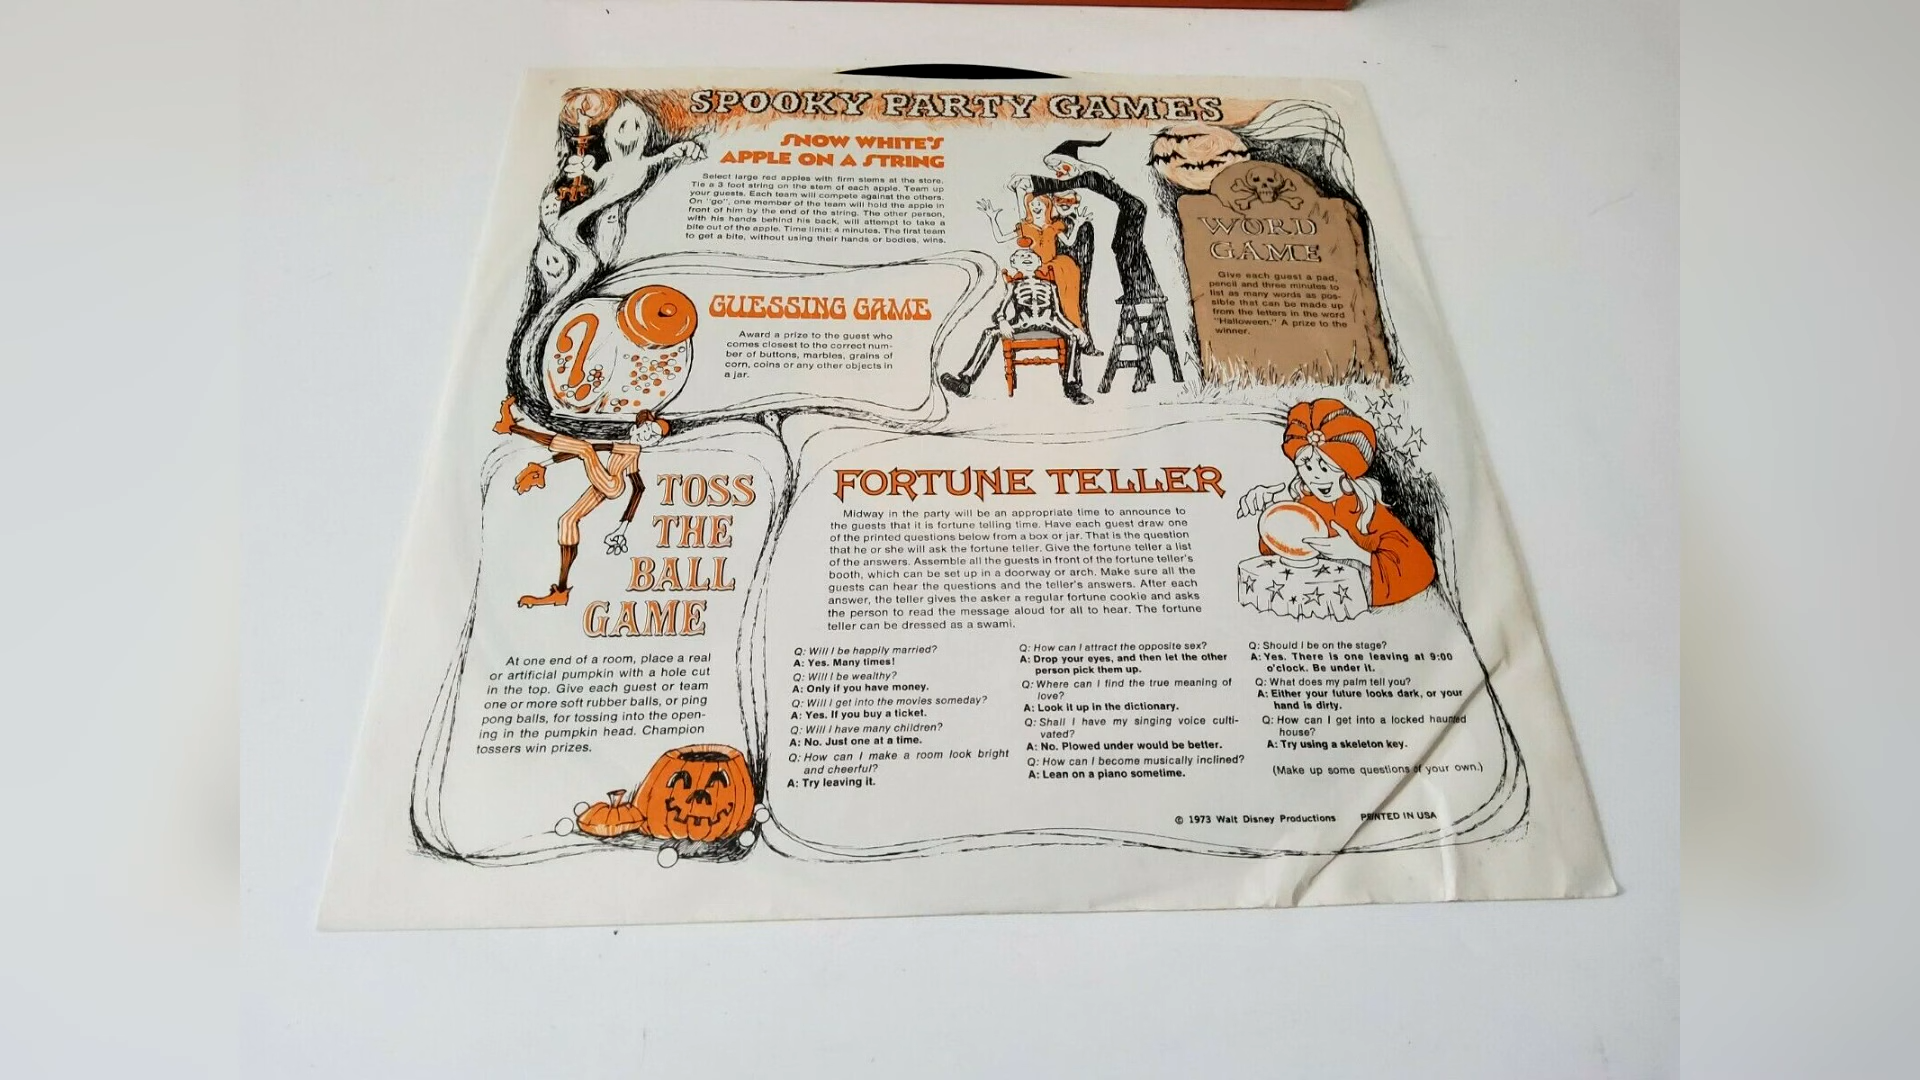 SPOOKY PARTY GAMES
SNOW WHITE'S
APPLE ON A STRING
Select large red apples with firm stems at the store.
Tie a 3 foot string on the stem of each apple. Team up
your guests. Each team will compete against the others.
On "go", one member of the team will hold the apple in
front of him by the end of the string. The other person,
with his hands behind his back, will attempt to take a
bite out of the apple. Time limit: 4 minutes. The first team
to get a bite, without using their hands or bodies, wins.
WORD
GAME
Give each guest a pad,
pencil and three minutes to
list as many words as pos-
sible that can be made up
from the letters in the word
"Halloween." A prize to the
winner.
GUESSING GAME
Award a prize to the guest who
comes closest to the correct num-
ber of buttons, marbles, grains of
corn, coins or any other objects in
a jar.
TOSS
THE
BALL
GAME
At one end of a room, place a real
or artificial pumpkin with a hole cut
in the top. Give each guest or team
one or more soft rubber balls, or ping
pong balls, for tossing into the open-
ing in the pumpkin head. Champion
tossers win prizes.
FORTUNE TELLER
Midway in the party will be an appropriate time to announce to
the guests that it is fortune telling time. Have each guest draw one
of the printed questions below from a box or jar. That is the question
that he or she will ask the fortune teller. Give the fortune teller a list
of the answers. Assemble all the guests in front of the fortune teller's
booth, which can be set up in a doorway or arch. Make sure all the
guests can hear the questions and the teller's answers. After each
answer, the teller gives the asker a regular fortune cookie and asks
the person to read the message aloud for all to hear. The fortune
teller can be dressed as a swami.
Q: Will I be happily married?
A: Yes. Many times!
Q: Will I be wealthy?
A: Only if you have money.
Q: Will I get into the movies someday?
A: Yes. If you buy a ticket.
Q: Will I have many children?
A: No. Just one at a time.
Q: How can I make a room look bright
and cheerful?
A: Try leaving it.
Q: How can I attract the opposite sex?
A: Drop your eyes, and then let the other
person pick them up.
Q: Where can I find the true meaning of
love?
A: Look it up in the dictionary.
Q: Shall I have my singing voice culti-
vated?
A: No. Plowed under would be better.
Q: How can I become musically inclined?
A: Lean on a piano sometime.
Q: Should I be on the stage?
A: Yes. There is one leaving at 9:00
o'clock. Be under it.
Q: What does my palm tell you?
A: Either your future looks dark, or your
hand is dirty.
Q: How can I get into a locked haunted
house?
A: Try using a skeleton key.
(Make up some questions of your own.)
© 1973 Walt Disney Productions PRINTED IN USA